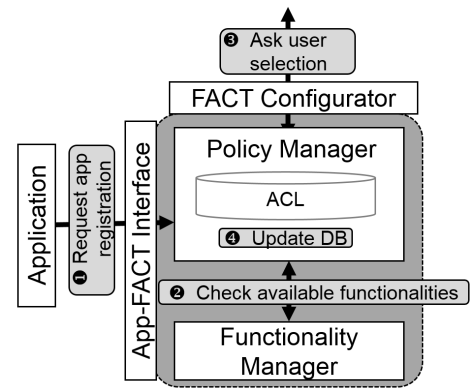 ❸ Ask user
selection
FACT Configurator
Application
❶ Request app
registration
App-FACT Interface
Policy Manager
ACL
❹ Update DB
❷ Check available functionalities
Functionality
Manager